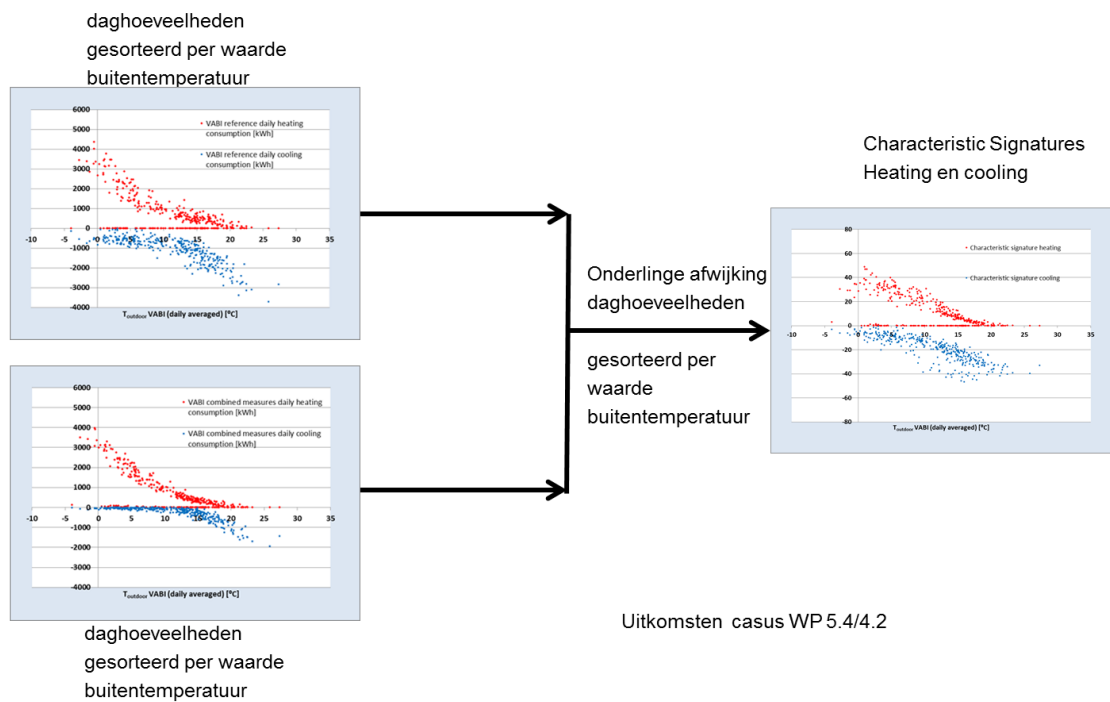 daghoeveelheden
gesorteerd per waarde
buitentemperatuur
6000
5000
4000
3000
2000
1000
0
-1000
-2000
-3000
-4000
-10 -5 0 5 10 15 20 25 30 35
VABI reference daily heating
consumption [kWh]
VABI reference daily cooling
consumption [kWh]
Toutdoor VABI (daily averaged) [°C]
6000
5000
4000
3000
2000
1000
0
-1000
-2000
-3000
-4000
-10 -5 0 5 10 15 20 25 30 35
VABI combined measures daily heating
consumption [kWh]
VABI combined measures daily cooling
consumption [kWh]
Toutdoor VABI (daily averaged) [°C]
daghoeveelheden
gesorteerd per waarde
buitentemperatuur
Onderlinge afwijking
daghoeveelheden
gesorteerd per
waarde
buitentemperatuur
Characteristic Signatures
Heating en cooling
80
60
40
20
0
-20
-40
-60
-80
-10 -5 0 5 10 15 20 25 30 35
Characteristic signature heating
Characteristic signature cooling
Toutdoor VABI (daily averaged) [°C]
Uitkomsten casus WP 5.4/4.2